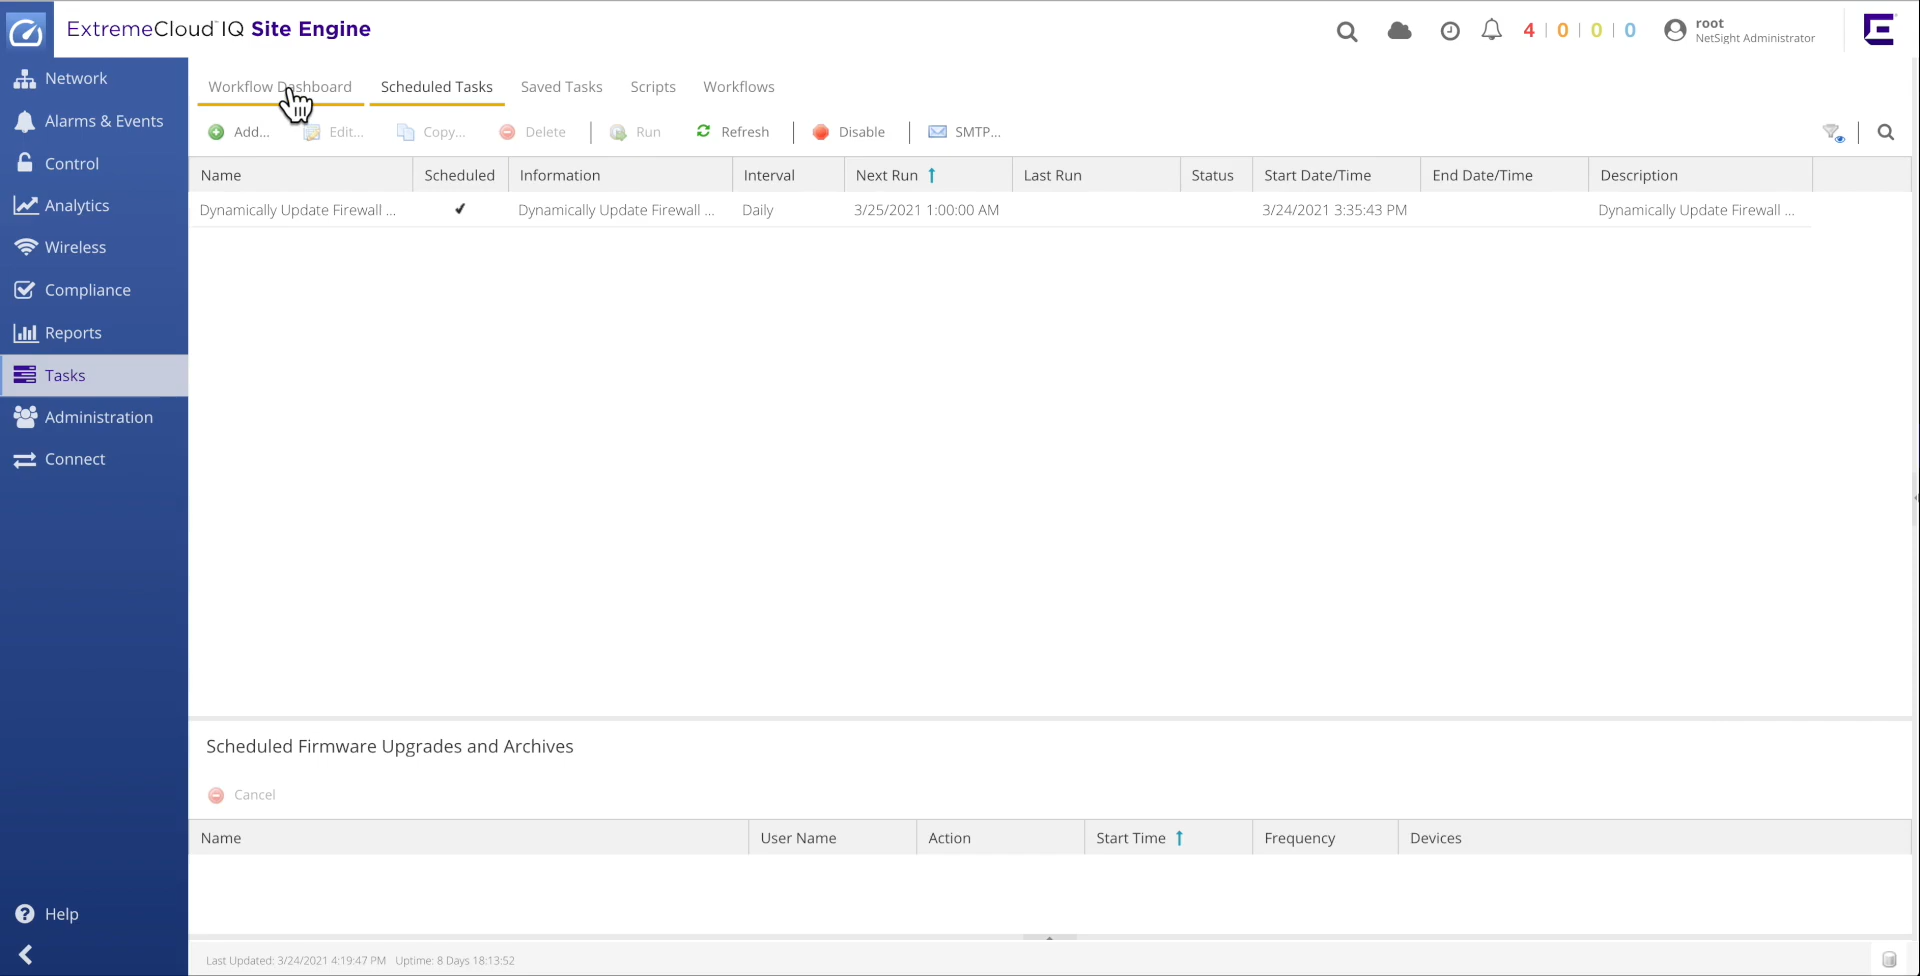 ExtremeCloud™ IQ Site Engine
4 | 0 | 0 | 0
root
NetSight Administrator
Network
Alarms & Events
Control
Analytics
Wireless
Compliance
Reports
Tasks
Administration
Connect
Help
Workflow Dashboard Scheduled Tasks Saved Tasks Scripts Workflows
Add... Edit... Copy... Delete Run Refresh Disable SMTP...
Name Scheduled Information Interval Next Run Last Run Status Start Date/Time End Date/Time Description
Dynamically Update Firewall ... ✔ Dynamically Update Firewall ... Daily 3/25/2021 1:00:00 AM 3/24/2021 3:35:43 PM Dynamically Update Firewall ...
Scheduled Firmware Upgrades and Archives
Cancel
Name User Name Action Start Time Frequency Devices
Last Updated: 3/24/2021 4:19:47 PM Uptime: 8 Days 18:13:52